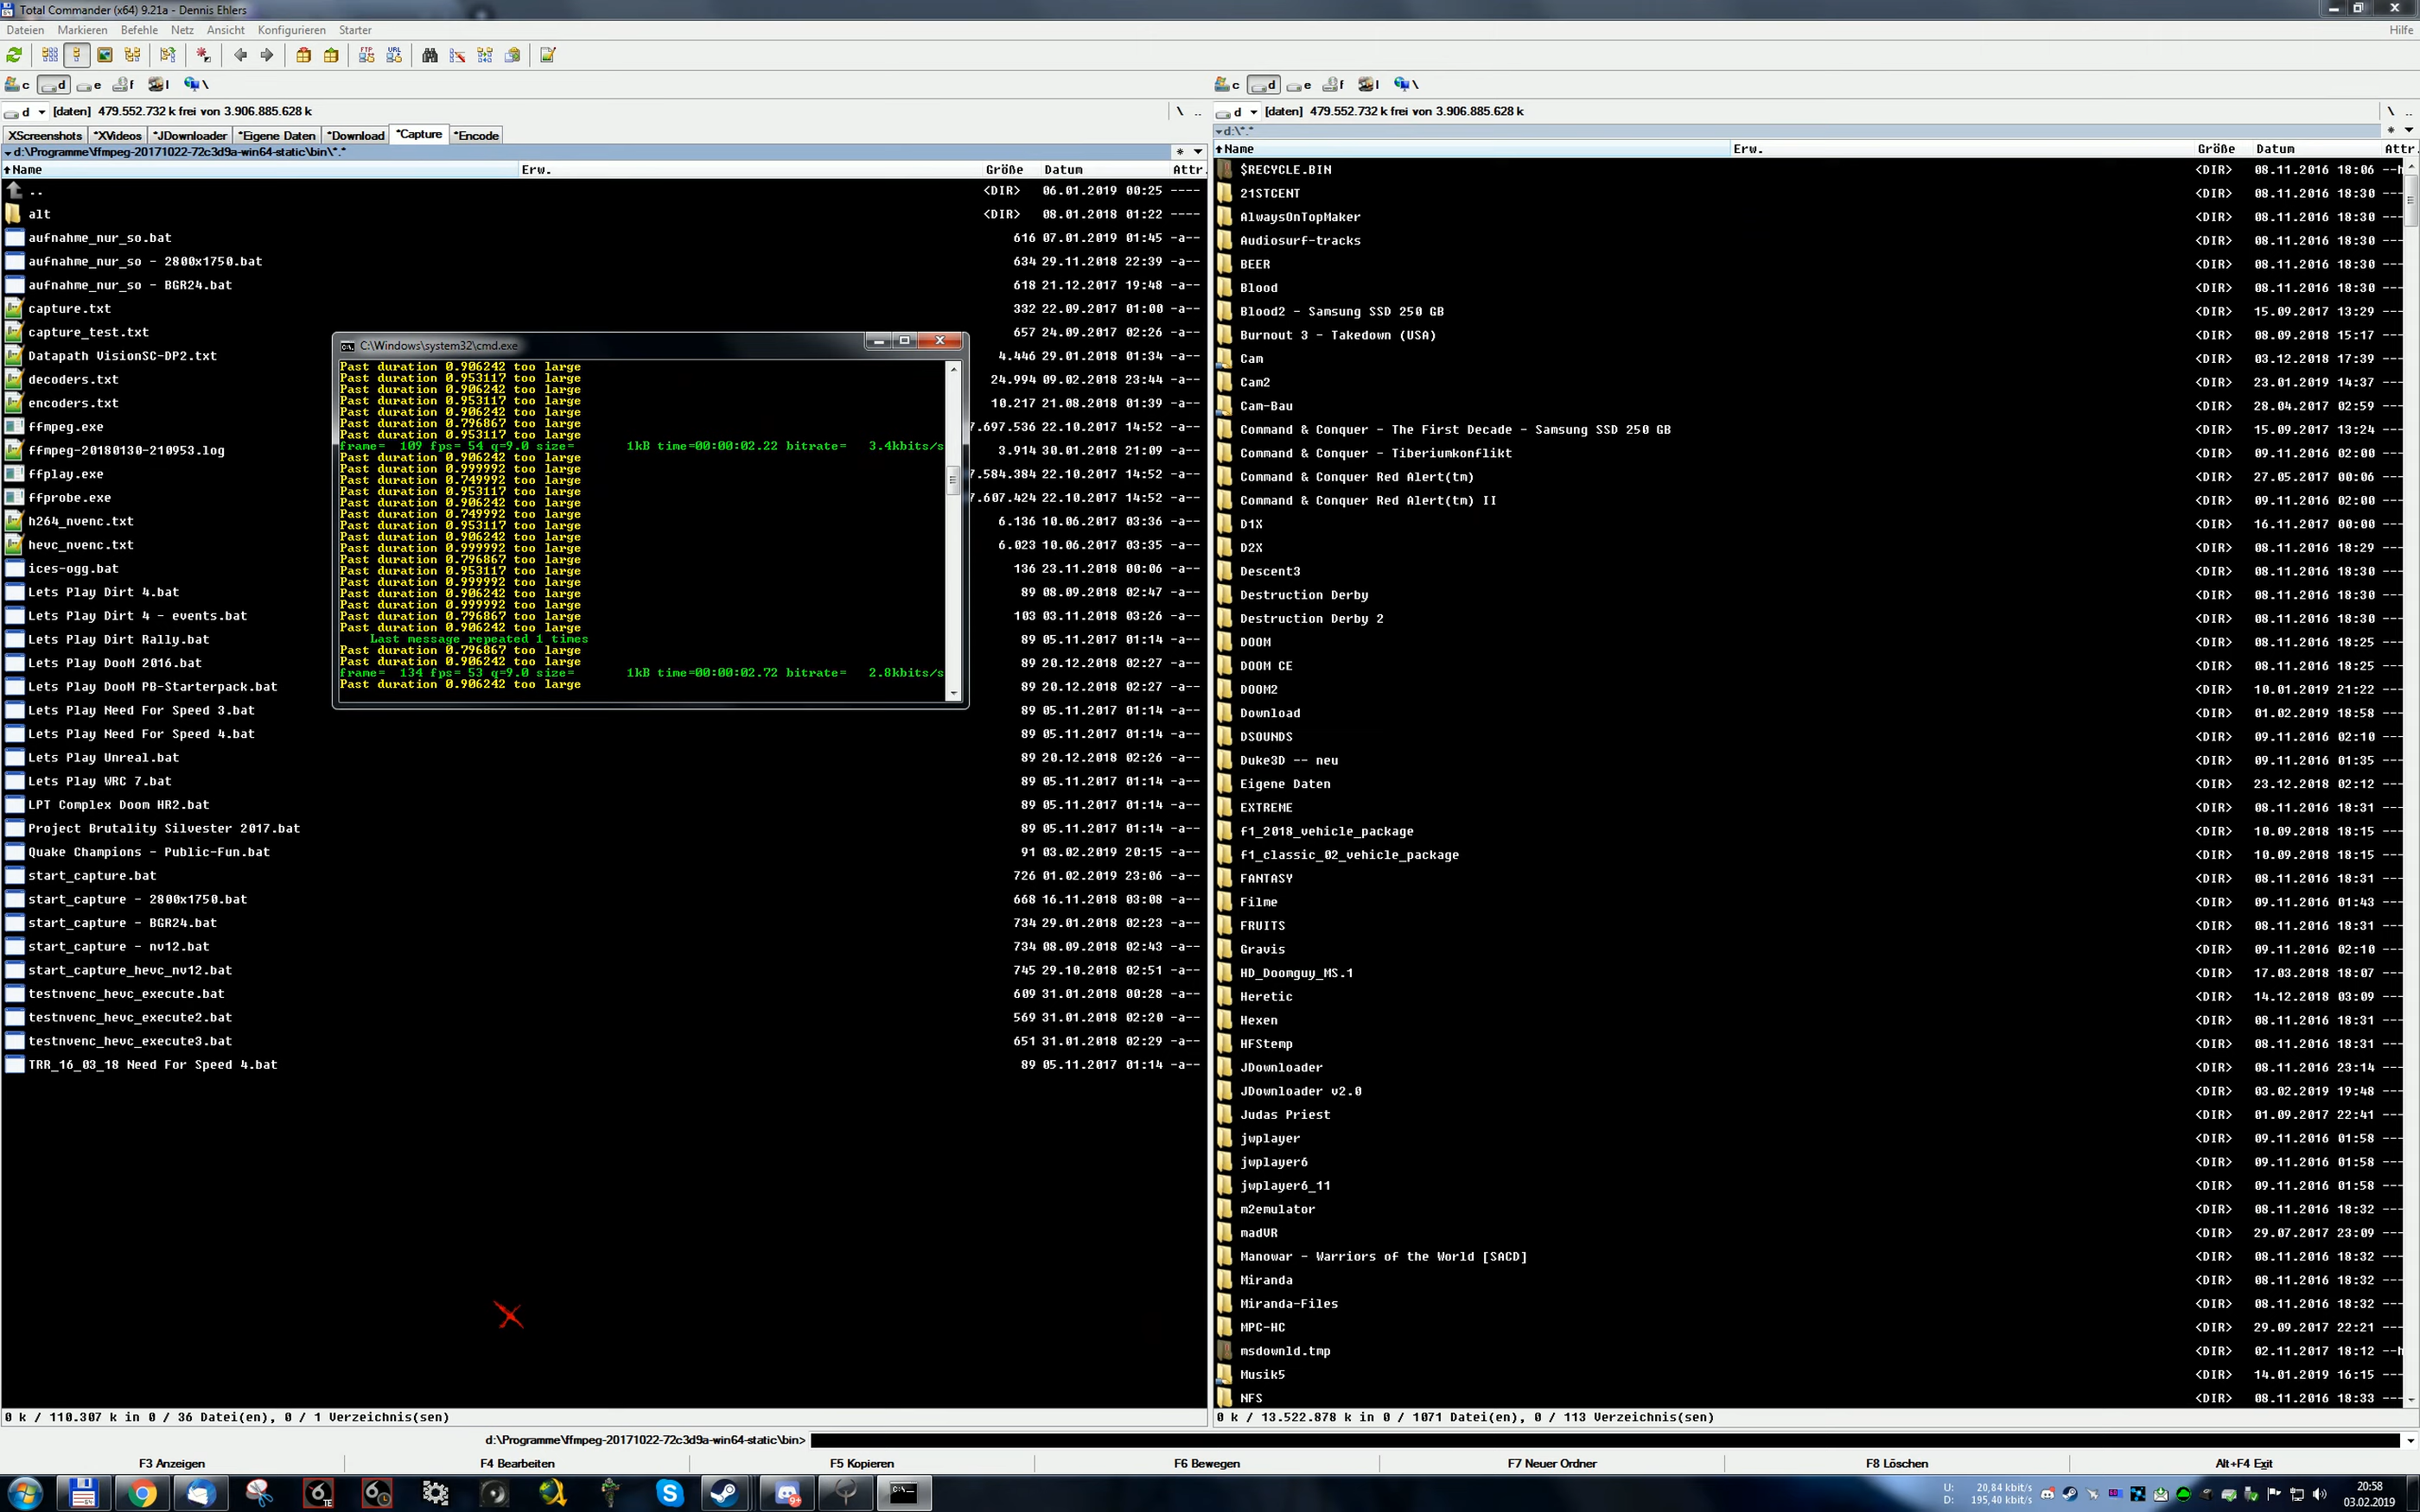 Total Commander (x64) 9.21a - Dennis Ehlers
Dateien Markieren Befehle Netz Ansicht Konfigurieren Starter Hilfe
c d e f l \
c d e f l \
d [daten] 479.552.732 k frei von 3.906.885.628 k \ ..
d [daten] 479.552.732 k frei von 3.906.885.628 k \ ..
XScreenshots *XVideos *JDownloader *Eigene Daten *Download *Capture *Encode
d:\Programme\ffmpeg-20171022-72c3d9a-win64-static\bin\*.*
Name Erw. Größe Datum Attr.
.. <DIR> 06.01.2019 00:25 ----
alt <DIR> 08.01.2018 01:22 ----
aufnahme_nur_so.bat 616 07.01.2019 01:45 -a--
aufnahme_nur_so - 2800x1750.bat 634 29.11.2018 22:39 -a--
aufnahme_nur_so - BGR24.bat 618 21.12.2017 19:48 -a--
capture.txt 332 22.09.2017 01:00 -a--
capture_test.txt 657 24.09.2017 02:26 -a--
Datapath VisionSC-DP2.txt 4.446 29.01.2018 01:34 -a--
decoders.txt 24.994 09.02.2018 23:44 -a--
encoders.txt 10.217 21.08.2018 01:39 -a--
ffmpeg.exe 7.697.536 22.10.2017 14:52 -a--
ffmpeg-20180130-210953.log 3.914 30.01.2018 21:09 -a--
ffplay.exe 7.584.384 22.10.2017 14:52 -a--
ffprobe.exe 7.607.424 22.10.2017 14:52 -a--
h264_nvenc.txt 6.136 10.06.2017 03:36 -a--
hevc_nvenc.txt 6.023 10.06.2017 03:35 -a--
ices-ogg.bat 136 23.11.2018 00:06 -a--
Lets Play Dirt 4.bat 89 08.09.2018 02:47 -a--
Lets Play Dirt 4 - events.bat 103 03.11.2018 03:26 -a--
Lets Play Dirt Rally.bat 89 05.11.2017 01:14 -a--
Lets Play DooM 2016.bat 89 20.12.2018 02:27 -a--
Lets Play DooM PB-Starterpack.bat 89 20.12.2018 02:27 -a--
Lets Play Need For Speed 3.bat 89 05.11.2017 01:14 -a--
Lets Play Need For Speed 4.bat 89 05.11.2017 01:14 -a--
Lets Play Unreal.bat 89 20.12.2018 02:26 -a--
Lets Play WRC 7.bat 89 05.11.2017 01:14 -a--
LPT Complex Doom HR2.bat 89 05.11.2017 01:14 -a--
Project Brutality Silvester 2017.bat 89 05.11.2017 01:14 -a--
Quake Champions - Public-Fun.bat 91 03.02.2019 20:15 -a--
start_capture.bat 726 01.02.2019 23:06 -a--
start_capture - 2800x1750.bat 668 16.11.2018 03:08 -a--
start_capture - BGR24.bat 734 29.01.2018 02:23 -a--
start_capture - nv12.bat 734 08.09.2018 02:43 -a--
start_capture_hevc_nv12.bat 745 29.10.2018 02:51 -a--
testnvenc_hevc_execute.bat 609 31.01.2018 00:28 -a--
testnvenc_hevc_execute2.bat 569 31.01.2018 02:20 -a--
testnvenc_hevc_execute3.bat 651 31.01.2018 02:29 -a--
TRR_16_03_18 Need For Speed 4.bat 89 05.11.2017 01:14 -a--
0 k / 110.307 k in 0 / 36 Datei(en), 0 / 1 Verzeichnis(sen)
C:\Windows\system32\cmd.exe
Past duration 0.906242 too large
Past duration 0.953117 too large
Past duration 0.906242 too large
Past duration 0.953117 too large
Past duration 0.906242 too large
Past duration 0.796867 too large
Past duration 0.953117 too large
frame= 109 fps= 54 q=9.0 size= 1kB time=00:00:02.22 bitrate= 3.4kbits/s
Past duration 0.906242 too large
Past duration 0.999992 too large
Past duration 0.749992 too large
Past duration 0.953117 too large
Past duration 0.906242 too large
Past duration 0.749992 too large
Past duration 0.953117 too large
Past duration 0.906242 too large
Past duration 0.999992 too large
Past duration 0.796867 too large
Past duration 0.953117 too large
Past duration 0.999992 too large
Past duration 0.906242 too large
Past duration 0.999992 too large
Past duration 0.796867 too large
Past duration 0.906242 too large
Last message repeated 1 times
Past duration 0.796867 too large
Past duration 0.906242 too large
frame= 134 fps= 53 q=9.0 size= 1kB time=00:00:02.72 bitrate= 2.8kbits/s
Past duration 0.906242 too large
d:\*.*
Name Erw. Größe Datum Attr.
$RECYCLE.BIN <DIR> 08.11.2016 18:06 --h
21STCENT <DIR> 08.11.2016 18:30 ---
AlwaysOnTopMaker <DIR> 08.11.2016 18:30 ---
Audiosurf-tracks <DIR> 08.11.2016 18:30 ---
BEER <DIR> 08.11.2016 18:30 ---
Blood <DIR> 08.11.2016 18:30 ---
Blood2 - Samsung SSD 250 GB <DIR> 15.09.2017 13:29 ---
Burnout 3 - Takedown (USA) <DIR> 08.09.2018 15:17 ---
Cam <DIR> 03.12.2018 17:39 ---
Cam2 <DIR> 23.01.2019 14:37 ---
Cam-Bau <DIR> 28.04.2017 02:59 ---
Command & Conquer - The First Decade - Samsung SSD 250 GB <DIR> 15.09.2017 13:24 ---
Command & Conquer - Tiberiumkonflikt <DIR> 09.11.2016 02:00 ---
Command & Conquer Red Alert(tm) <DIR> 27.05.2017 00:06 ---
Command & Conquer Red Alert(tm) II <DIR> 09.11.2016 02:00 ---
D1X <DIR> 16.11.2017 00:00 ---
D2X <DIR> 08.11.2016 18:29 ---
Descent3 <DIR> 08.11.2016 18:30 ---
Destruction Derby <DIR> 08.11.2016 18:30 ---
Destruction Derby 2 <DIR> 08.11.2016 18:30 ---
DOOM <DIR> 08.11.2016 18:25 ---
DOOM CE <DIR> 08.11.2016 18:25 ---
DOOM2 <DIR> 10.01.2019 21:22 ---
Download <DIR> 01.02.2019 18:58 ---
DSOUNDS <DIR> 09.11.2016 02:10 ---
Duke3D -- neu <DIR> 09.11.2016 01:35 ---
Eigene Daten <DIR> 23.12.2018 02:12 ---
EXTREME <DIR> 08.11.2016 18:31 ---
f1_2018_vehicle_package <DIR> 10.09.2018 18:15 ---
f1_classic_02_vehicle_package <DIR> 10.09.2018 18:15 ---
FANTASY <DIR> 08.11.2016 18:31 ---
Filme <DIR> 09.11.2016 01:43 ---
FRUITS <DIR> 08.11.2016 18:31 ---
Gravis <DIR> 09.11.2016 02:10 ---
HD_Doomguy_MS.1 <DIR> 17.03.2018 18:07 ---
Heretic <DIR> 14.12.2018 03:09 ---
Hexen <DIR> 08.11.2016 18:31 ---
HFStemp <DIR> 08.11.2016 18:31 ---
JDownloader <DIR> 08.11.2016 23:14 ---
JDownloader v2.0 <DIR> 03.02.2019 19:48 ---
Judas Priest <DIR> 01.09.2017 22:41 ---
jwplayer <DIR> 09.11.2016 01:58 ---
jwplayer6 <DIR> 09.11.2016 01:58 ---
jwplayer6_11 <DIR> 09.11.2016 01:58 ---
m2emulator <DIR> 08.11.2016 18:32 ---
madVR <DIR> 29.07.2017 23:09 ---
Manowar - Warriors of the World [SACD] <DIR> 08.11.2016 18:32 ---
Miranda <DIR> 08.11.2016 18:32 ---
Miranda-Files <DIR> 08.11.2016 18:32 ---
MPC-HC <DIR> 29.09.2017 22:21 ---
msdownld.tmp <DIR> 02.11.2017 18:12 --h
Musik5 <DIR> 14.01.2019 16:15 ---
NFS <DIR> 08.11.2016 18:33 ---
0 k / 13.522.878 k in 0 / 1071 Datei(en), 0 / 113 Verzeichnis(sen)
d:\Programme\ffmpeg-20171022-72c3d9a-win64-static\bin>
F3 Anzeigen F4 Bearbeiten F5 Kopieren F6 Bewegen F7 Neuer Ordner F8 Löschen Alt+F4 Exit
U: 20,84 kbit/s
D: 195,40 kbit/s
20:58
03.02.2019